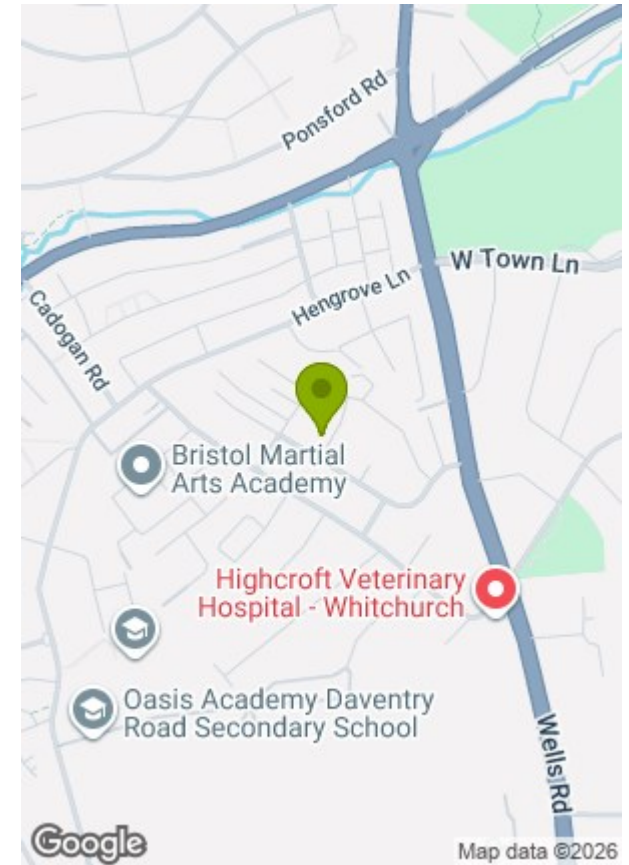 Ponsford Rd
W Town Ln
Hengrove Ln
Cadogan Rd
Bristol Martial
Arts Academy
Highcroft Veterinary
Hospital - Whitchurch
Oasis Academy Daventry
Road Secondary School
Wells Rd
Google
Map data ©2026